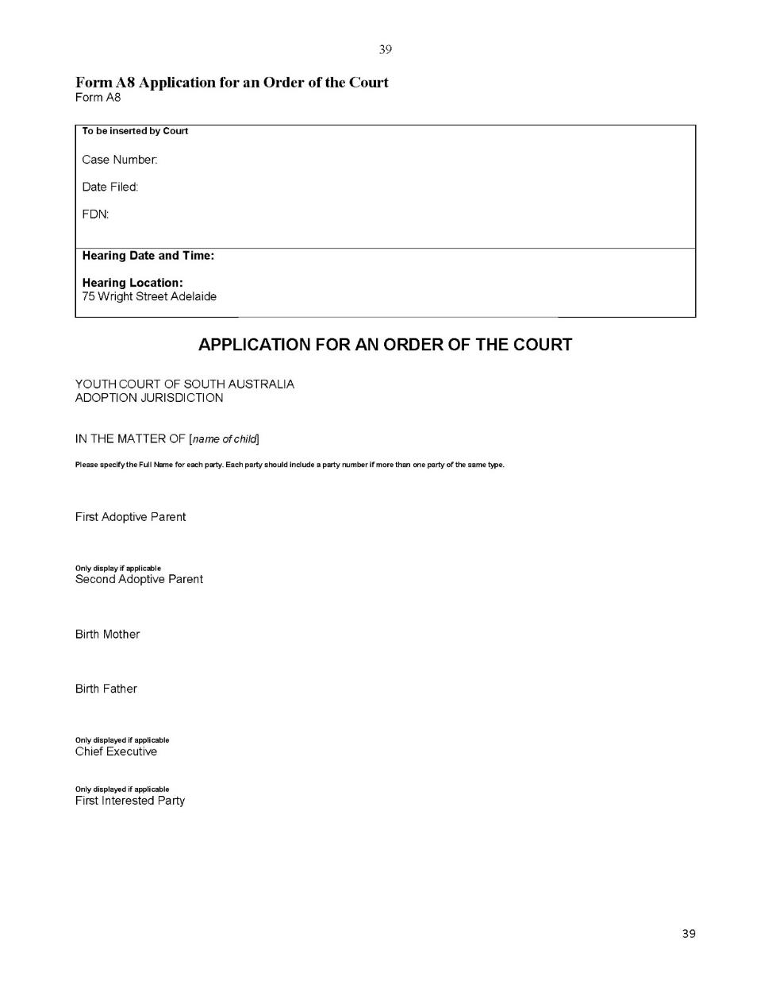 39
Form A8 Application for an Order of the Court
Form A8
To be inserted by Court
Case Number:
Date Filed:
FDN:
Hearing Date and Time:
Hearing Location:
75 Wright Street Adelaide
APPLICATION FOR AN ORDER OF THE COURT
YOUTH COURT OF SOUTH AUSTRALIA
ADOPTION JURISDICTION
IN THE MATTER OF [name of child]
Please specify the Full Name for each party. Each party should include a party number if more than one party of the same type.
First Adoptive Parent
Only display if applicable
Second Adoptive Parent
Birth Mother
Birth Father
Only displayed if applicable
Chief Executive
Only displayed if applicable
First Interested Party
39